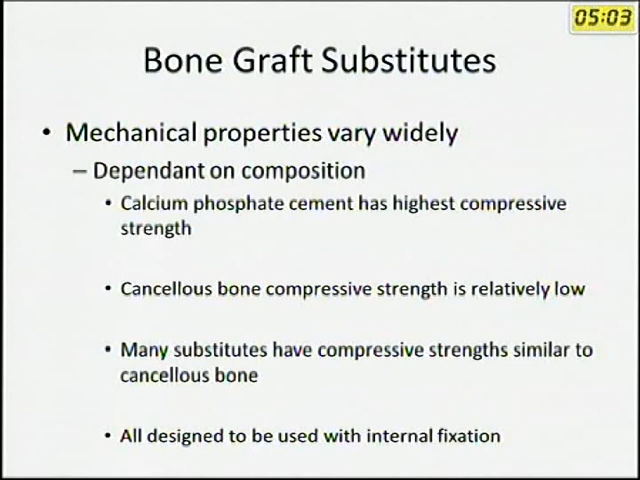 05:03
Bone Graft Substitutes
• Mechanical properties vary widely
– Dependant on composition
• Calcium phosphate cement has highest compressive
strength
• Cancellous bone compressive strength is relatively low
• Many substitutes have compressive strengths similar to
cancellous bone
• All designed to be used with internal fixation